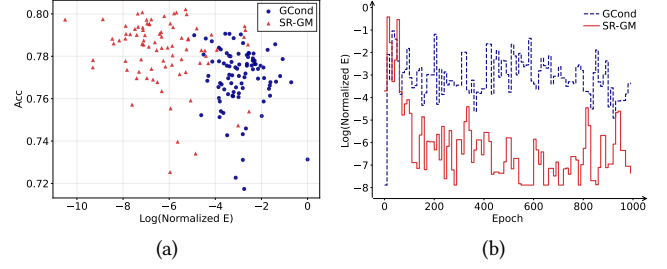 GCond
SR-GM
0.80
0.78
0.76
0.74
0.72
Acc
−10
−8
−6
−4
−2
0
Log(Normalized E)
(a)
GCond
SR-GM
0
−1
−2
−3
−4
−5
−6
−7
−8
Log(Normalized E)
0
200
400
600
800
1000
Epoch
(b)